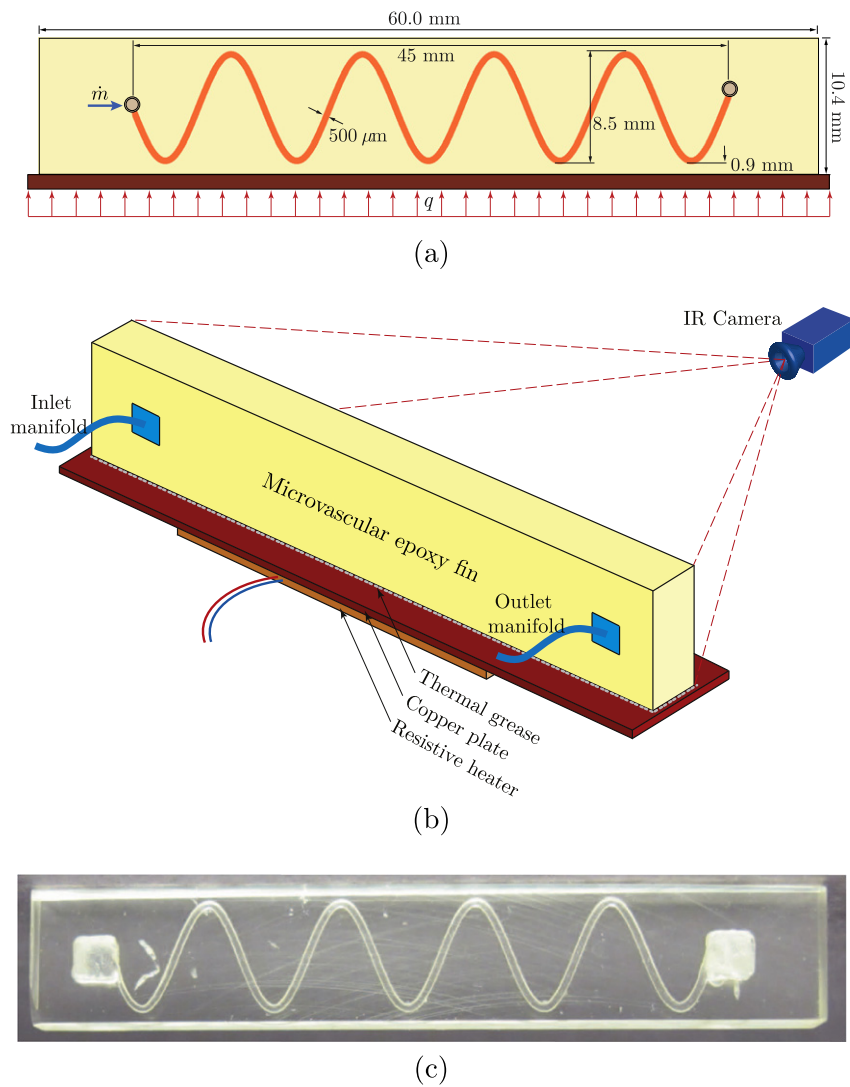 60.0 mm
45 mm
ṁ
500 μm
8.5 mm
10.4 mm
0.9 mm
q
(a)
IR Camera
Inlet
manifold
Microvascular epoxy fin
Outlet
manifold
Thermal grease
Copper plate
Resistive heater
(b)
(c)